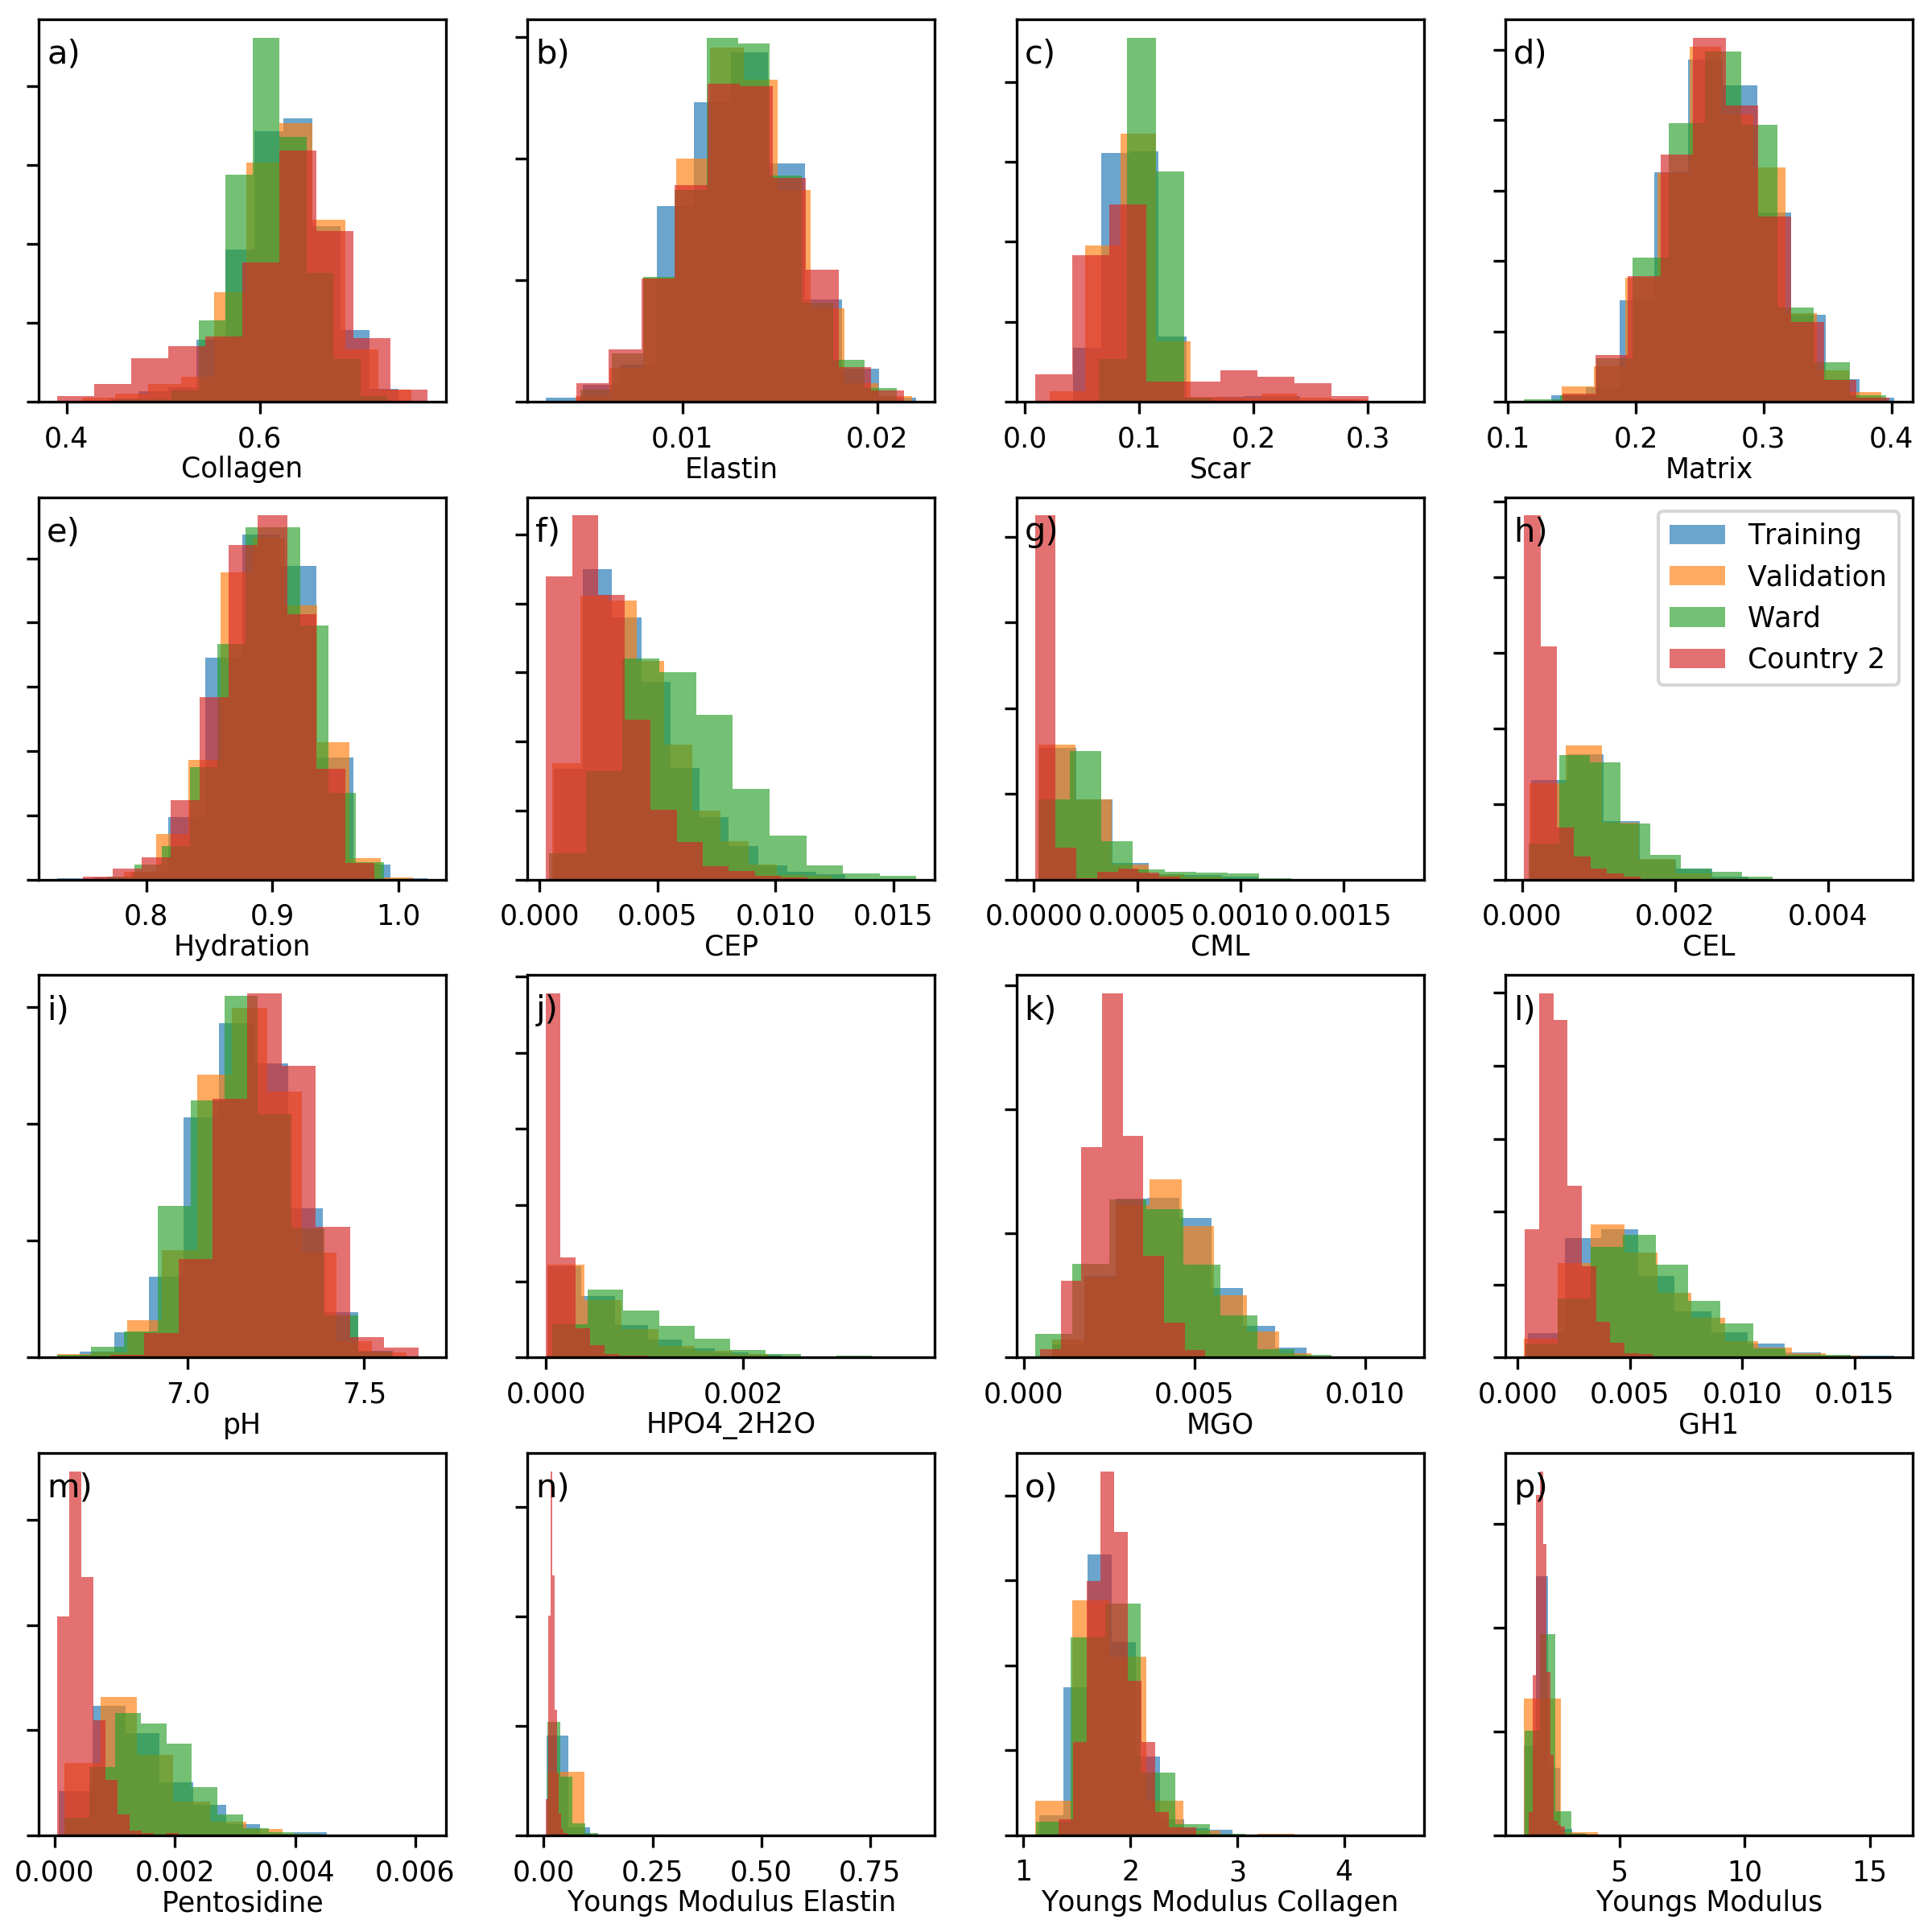 a) b) c) d)
0.4 0.6 0.01 0.02 0.0 0.1 0.2 0.3 0.1 0.2 0.3 0.4
Collagen Elastin Scar Matrix
e) f) g) h)
Training
Validation
Ward
Country 2
0.8 0.9 1.0 0.000 0.005 0.010 0.015 0.0000 0.0005 0.0010 0.0015 0.000 0.002 0.004
Hydration CEP CML CEL
i) j) k) l)
7.0 7.5 0.000 0.002 0.000 0.005 0.010 0.000 0.005 0.010 0.015
pH HPO4_2H2O MGO GH1
m) n) o) p)
0.000 0.002 0.004 0.006 0.00 0.25 0.50 0.75 1 2 3 4 5 10 15
Pentosidine Youngs Modulus Elastin Youngs Modulus Collagen Youngs Modulus